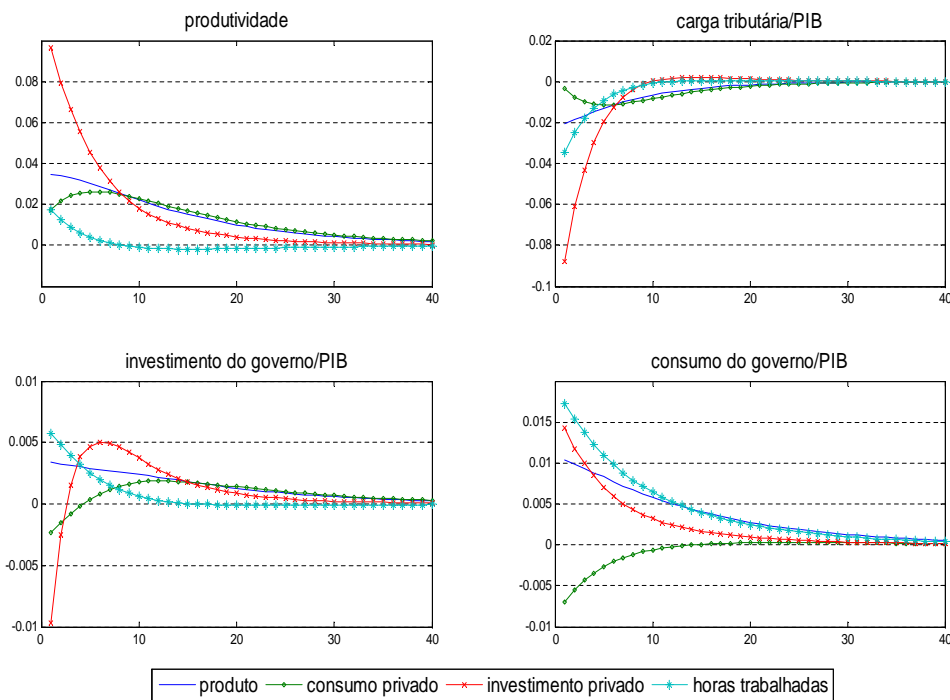 produtividade
0.08
0.06
0.04
0.02
0
0 10 20 30 40
carga tributária/PIB
0.02
0
-0.02
-0.04
-0.06
-0.08
-0.1
0 10 20 30 40
investimento do governo/PIB
0.01
0.005
0
-0.005
-0.01
0 10 20 30 40
consumo do governo/PIB
0.015
0.01
0.005
0
-0.005
-0.01
0 10 20 30 40
produto consumo privado investimento privado horas trabalhadas